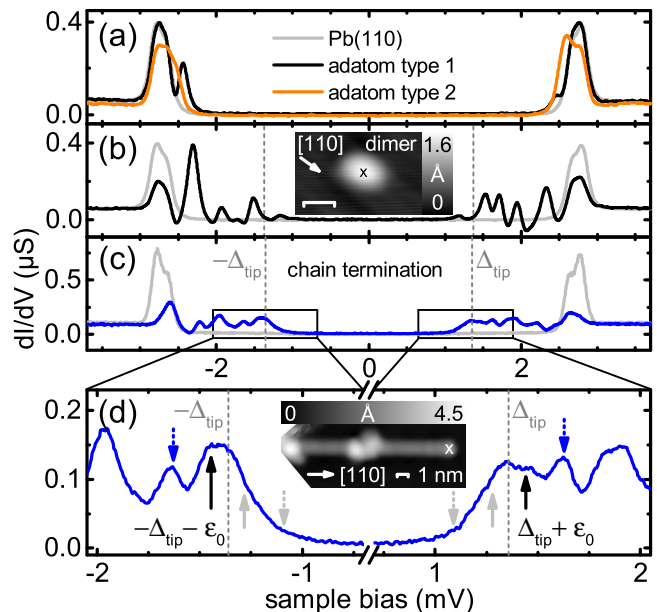 (a)
Pb(110)
adatom type 1
adatom type 2
0.4
0.0
(b)
[110]
dimer
x
1.6
Å
0
0.4
0.0
(c)
−Δtip
chain termination
Δtip
0.5
0.0
-2
0
2
dI/dV (µS)
(d)
−Δtip
0
Å
4.5
Δtip
x
[110]
1 nm
−Δtip − ε0
Δtip + ε0
0.2
0.1
0.0
-2
-1
1
2
sample bias (mV)